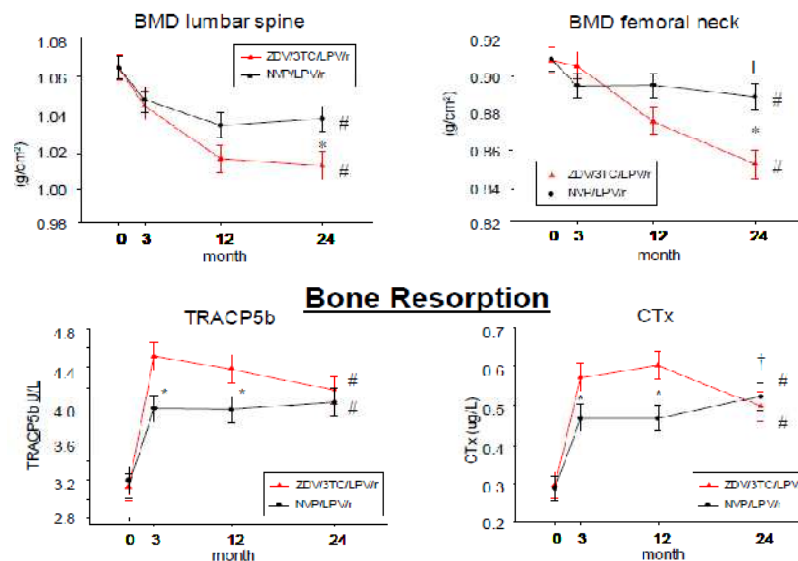 BMD lumbar spine
1.08
1.06
1.04
1.02
1.00
0.98
(g/cm²)
ZDV/3TC/LPV/r
NVP/LPV/r
#
*
#
0
3
12
24
month
BMD femoral neck
0.92
0.90
0.88
0.86
0.84
0.82
(g/cm²)
#
*
#
ZDV/3TC/LPV/r
NVP/LPV/r
0
3
12
24
month
Bone Resorption
TRACP5b
4.8
4.4
4.0
3.6
3.2
2.8
TRACP5b U/L
*
*
#
#
ZDV/3TC/LPV/r
NVP/LPV/r
0
3
12
24
month
CTx
0.7
0.6
0.5
0.3
0.2
CTx (ug/L)
†
#
#
ZDV/3TC/LPV/r
NVP/LPV/r
0
3
12
24
month